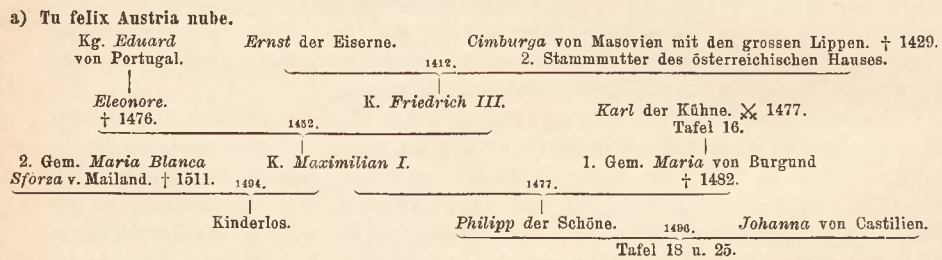 a) Tu felix Austria nube.
Kg. Eduard von Portugal.
Ernst der Eiserne.
Cimburga von Masovien mit den grossen Lippen. † 1429.
2. Stammmutter des österreichischen Hauses.
1412.
Eleonore.
† 1476.
K. Friedrich III.
Karl der Kühne. ⚔ 1477.
Tafel 16.
1452.
2. Gem. Maria Blanca
Sforza v. Mailand. † 1511.
1494.
K. Maximilian I.
1. Gem. Maria von Burgund
† 1482.
1477.
Kinderlos.
Philipp der Schöne.
1496.
Johanna von Castilien.
Tafel 18 u. 25.